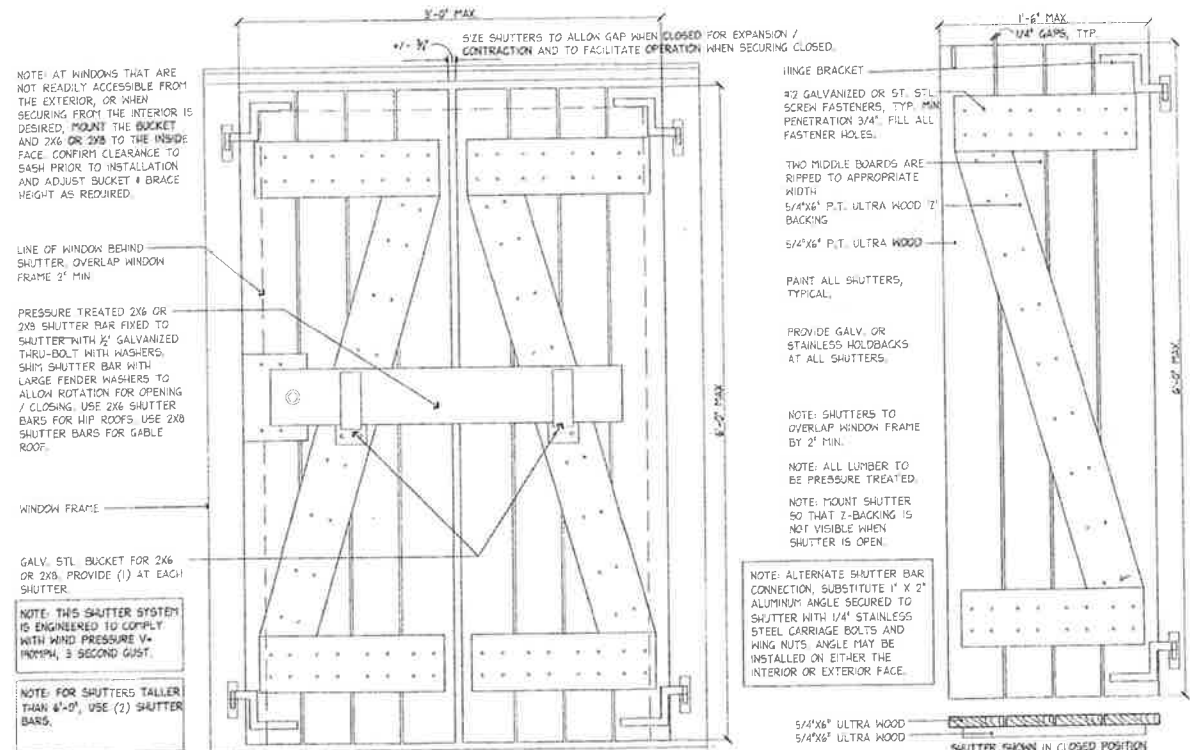 3'-0" MAX.
+/- ⅜"
SIZE SHUTTERS TO ALLOW GAP WHEN CLOSED FOR EXPANSION /
CONTRACTION AND TO FACILITATE OPERATION WHEN SECURING CLOSED.
NOTE: AT WINDOWS THAT ARE
NOT READILY ACCESSIBLE FROM
THE EXTERIOR, OR WHEN
SECURING FROM THE INTERIOR IS
DESIRED, MOUNT THE BUCKET
AND 2X6 OR 2X8 TO THE INSIDE
FACE. CONFIRM CLEARANCE TO
SASH PRIOR TO INSTALLATION
AND ADJUST BUCKET & BRACE
HEIGHT AS REQUIRED.
LINE OF WINDOW BEHIND
SHUTTER. OVERLAP WINDOW
FRAME 2" MIN
PRESSURE TREATED 2X6 OR
2X8 SHUTTER BAR FIXED TO
SHUTTER WITH ½" GALVANIZED
THRU-BOLT WITH WASHERS.
SHIM SHUTTER BAR WITH
LARGE FENDER WASHERS TO
ALLOW ROTATION FOR OPENING
/ CLOSING. USE 2X6 SHUTTER
BARS FOR HIP ROOFS. USE 2X8
SHUTTER BARS FOR GABLE
ROOF.
WINDOW FRAME
GALV. STL. BUCKET FOR 2X6
OR 2X8. PROVIDE (1) AT EACH
SHUTTER.
NOTE: THIS SHUTTER SYSTEM
IS ENGINEERED TO COMPLY
WITH WIND PRESSURE V=
3 SECOND GUST.
NOTE: FOR SHUTTERS TALLER
THAN 6'-0", USE (2) SHUTTER
BARS.
6'-0" MAX
1'-6" MAX
1/4" GAPS, TYP.
HINGE BRACKET
#12 GALVANIZED OR ST. STL
SCREW FASTENERS, TYP. MIN
PENETRATION 3/4". FILL ALL
FASTENER HOLES.
TWO MIDDLE BOARDS ARE
RIPPED TO APPROPRIATE
WIDTH
5/4"X6" P.T. ULTRA WOOD 'Z'
BACKING
5/4"X6" P.T. ULTRA WOOD
PAINT ALL SHUTTERS,
TYPICAL.
PROVIDE GALV. OR
STAINLESS HOLDBACKS
AT ALL SHUTTERS.
NOTE: SHUTTERS TO
OVERLAP WINDOW FRAME
BY 2" MIN.
NOTE: ALL LUMBER TO
BE PRESSURE TREATED.
NOTE: MOUNT SHUTTER
SO THAT Z-BACKING IS
NOT VISIBLE WHEN
SHUTTER IS OPEN.
NOTE: ALTERNATE SHUTTER BAR
CONNECTION, SUBSTITUTE 1" X 2"
ALUMINUM ANGLE SECURED TO
SHUTTER WITH 1/4" STAINLESS
STEEL CARRIAGE BOLTS AND
WING NUTS. ANGLE MAY BE
INSTALLED ON EITHER THE
INTERIOR OR EXTERIOR FACE.
6'-0" MAX
5/4"X6" ULTRA WOOD
5/4"X6" ULTRA WOOD
SHUTTER SHOWN IN CLOSED POSITION